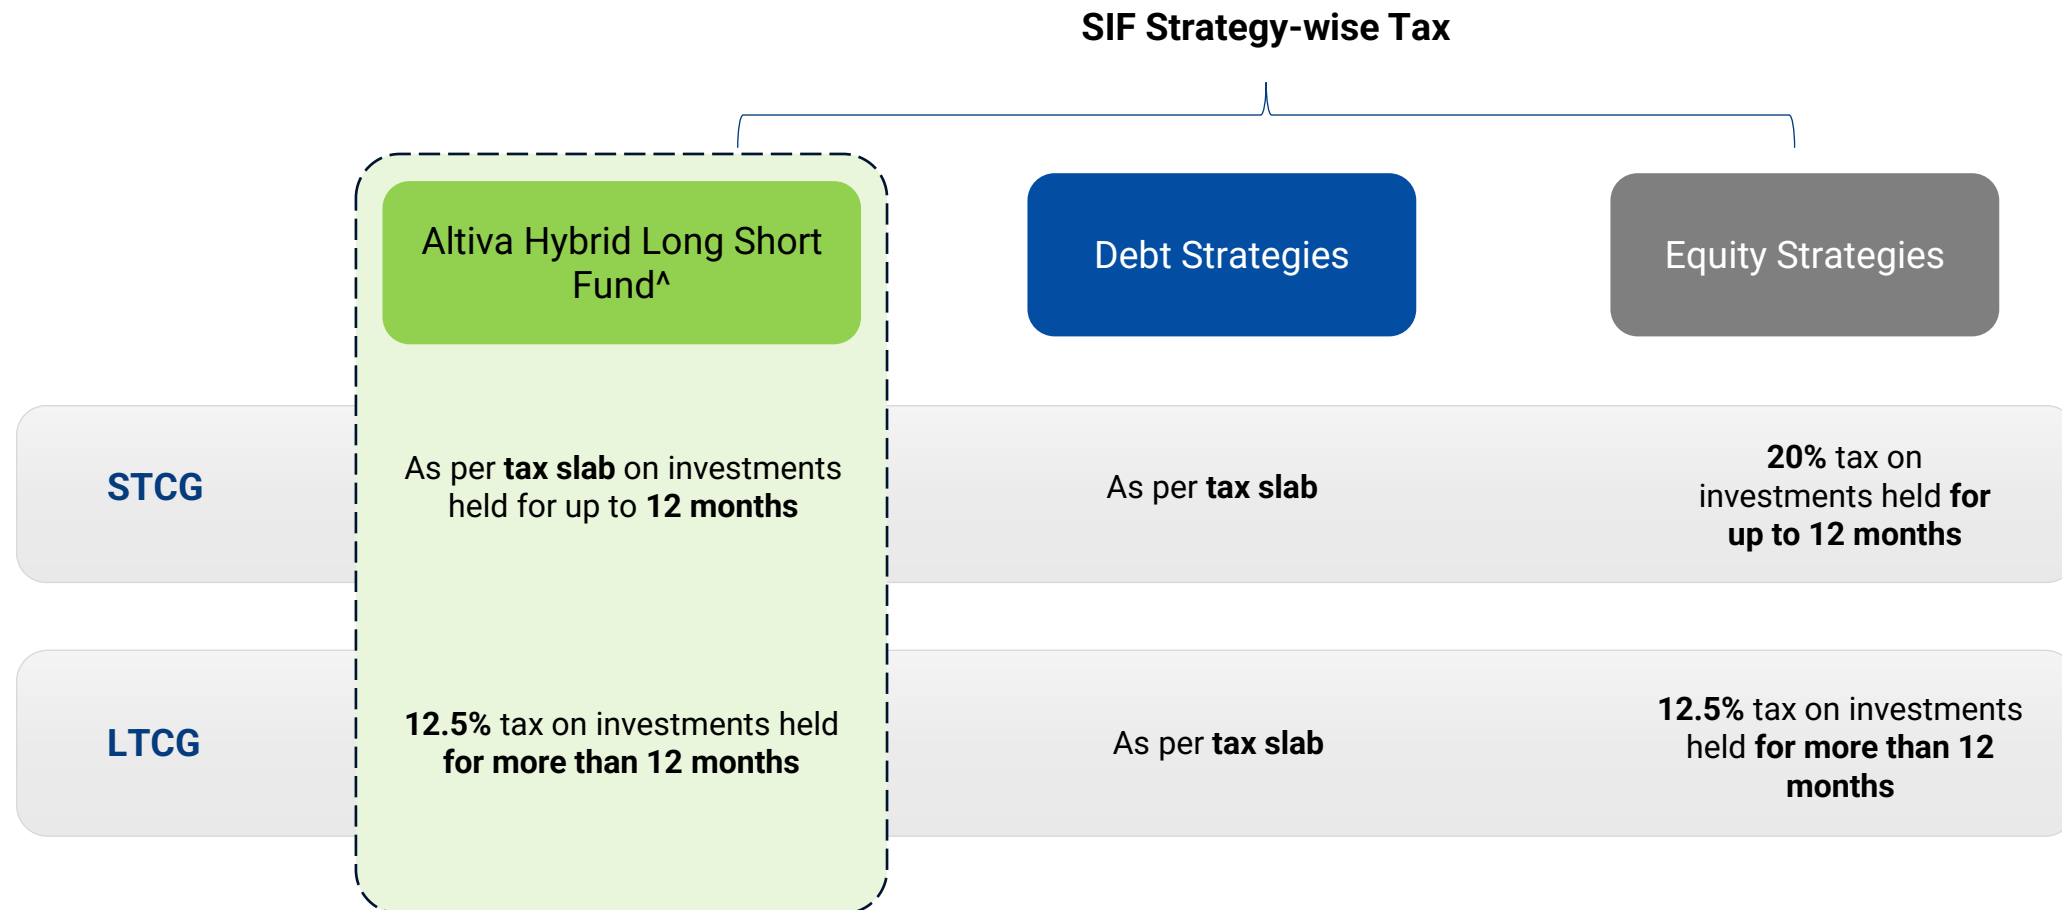 SIF Strategy-wise Tax
Altiva Hybrid Long Short
Fund^
Debt Strategies
Equity Strategies
STCG
As per tax slab on investments
held for up to 12 months
As per tax slab
20% tax on
investments held for
up to 12 months
LTCG
12.5% tax on investments held
for more than 12 months
As per tax slab
12.5% tax on investments
held for more than 12
months